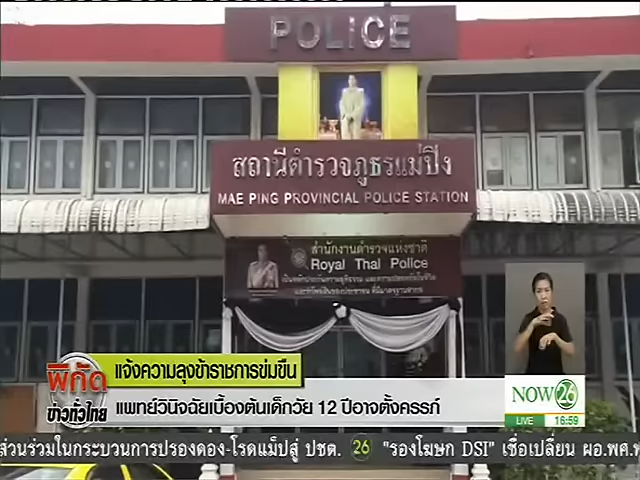 POLICE
สถานีตำรวจภูธรแม่ปิง
MAE PING PROVINCIAL POLICE STATION
สำนักงานตำรวจแห่งชาติ
Royal Thai Police
พิกัด
ข่าวทั่วไทย
แจ้งความลุงข้าราชการข่มขืน
แพทย์วินิจฉัยเบื้องต้นเด็กวัย 12 ปีอาจตั้งครรภ์
NOW26
LIVE 16:59
ส่วนร่วมในกระบวนการปรองดอง-โรดแม็ปสู่ ปชต. 26 "รองโฆษก DSI" เชื่อเปลี่ยน ผอ.ศพ.